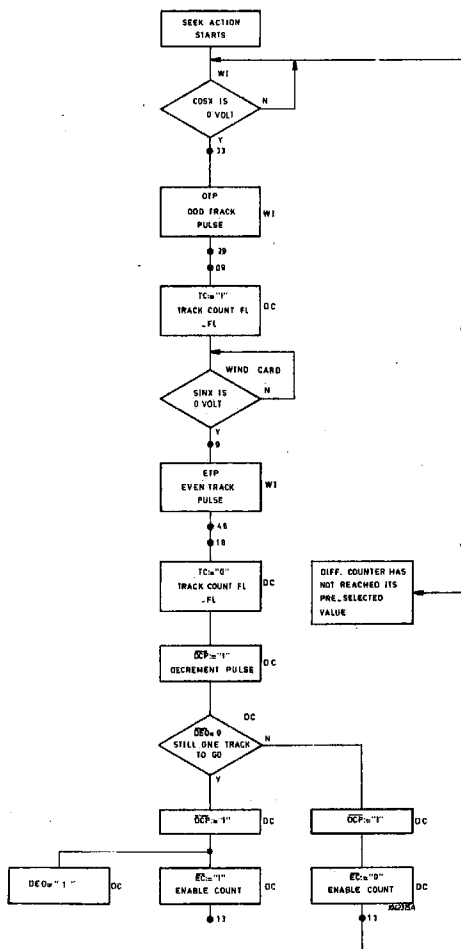 SEEK ACTION
STARTS
WI
COSX IS
0 VOLT
N
Y
33
OTP
ODD TRACK
PULSE
WI
29
09
TC:="1"
TRACK COUNT FL
_FL
DC
WIND CARD
SINX IS
0 VOLT
N
Y
9
ETP
EVEN TRACK
PULSE
WI
46
18
TC:="0"
TRACK COUNT FL
_FL
DC
DIFF. COUNTER HAS
NOT REACHED ITS
PRE_SELECTED
VALUE
DCP:="1"
DECREMENT PULSE
DC
DC
DEO=0
STILL ONE TRACK
TO GO
N
Y
DCP:="1"
DC
DCP:="1"
DC
DEO="1"
DC
EC:="1"
ENABLE COUNT
DC
EC:="0"
ENABLE COUNT
DC
13
13